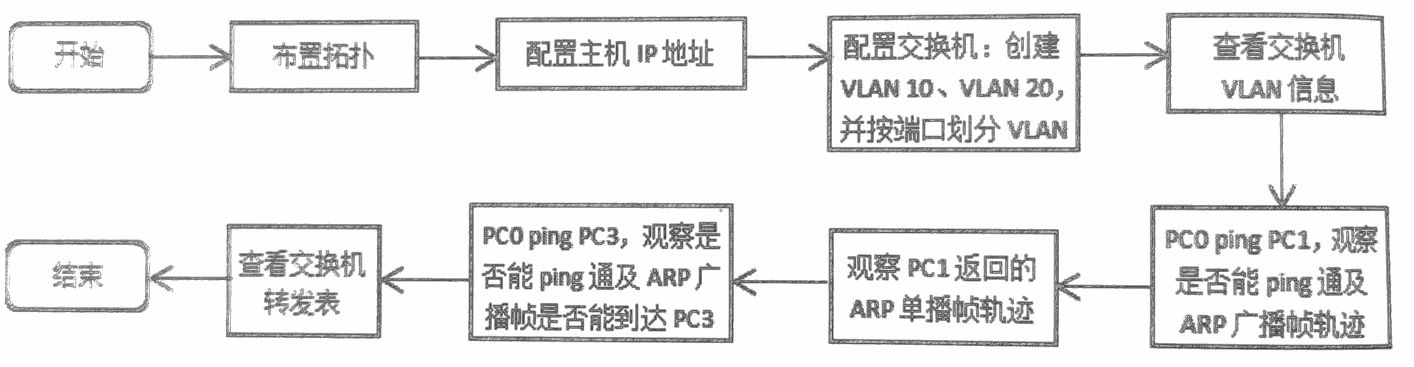 开始
布置拓扑
配置主机 IP 地址
配置交换机：创建
VLAN 10、VLAN 20，
并按端口划分 VLAN
查看交换机
VLAN 信息
PC0 ping PC1，观察
是否能 ping 通及
ARP 广播帧轨迹
观察 PC1 返回的
ARP 单播帧轨迹
PC0 ping PC3，观察是
否能 ping 通及 ARP 广
播帧是否能到达 PC3
查看交换机
转发表
结束